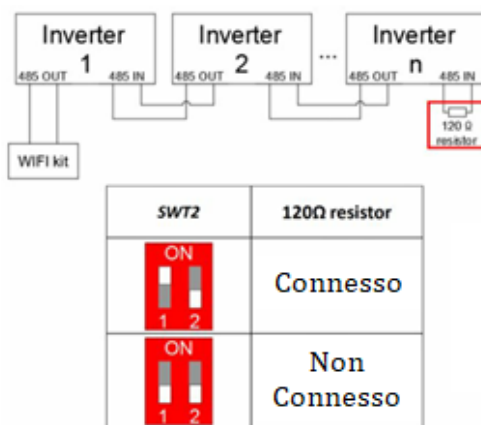 Inverter
1
485 OUT 485 IN
Inverter
2
485 OUT 485 IN
...
Inverter
n
485 OUT 485 IN
120 Ω
resistor
WIFI kit
SWT2 120Ω resistor
ON
1 2
Connesso
ON
1 2
Non
Connesso